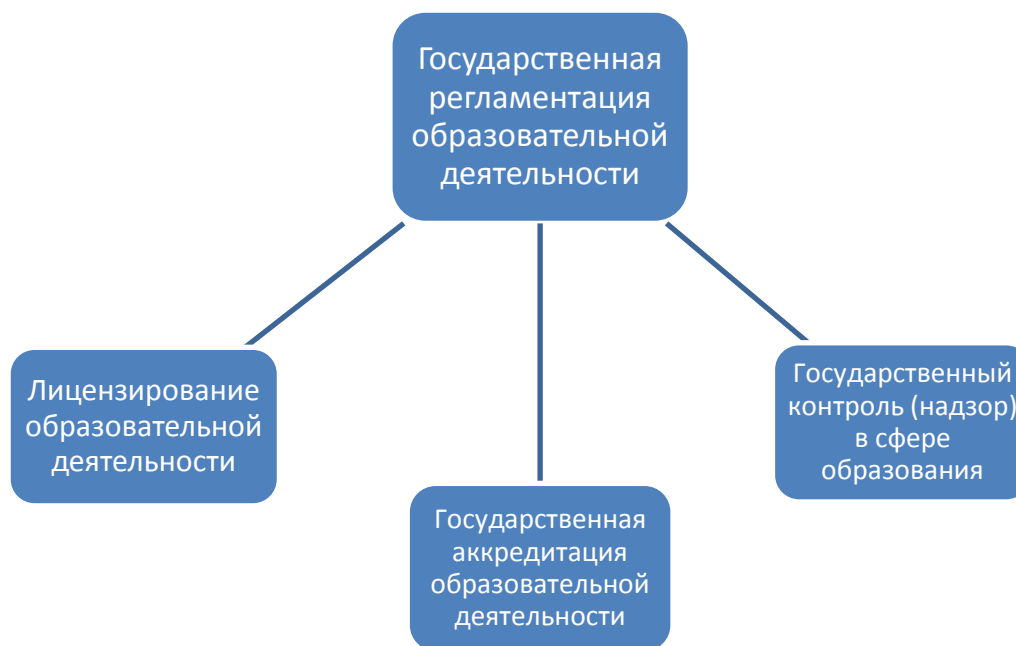 Государственная
регламентация
образовательной
деятельности
Лицензирование
образовательной
деятельности
Государственная
аккредитация
образовательной
деятельности
Государственный
контроль (надзор)
в сфере
образования